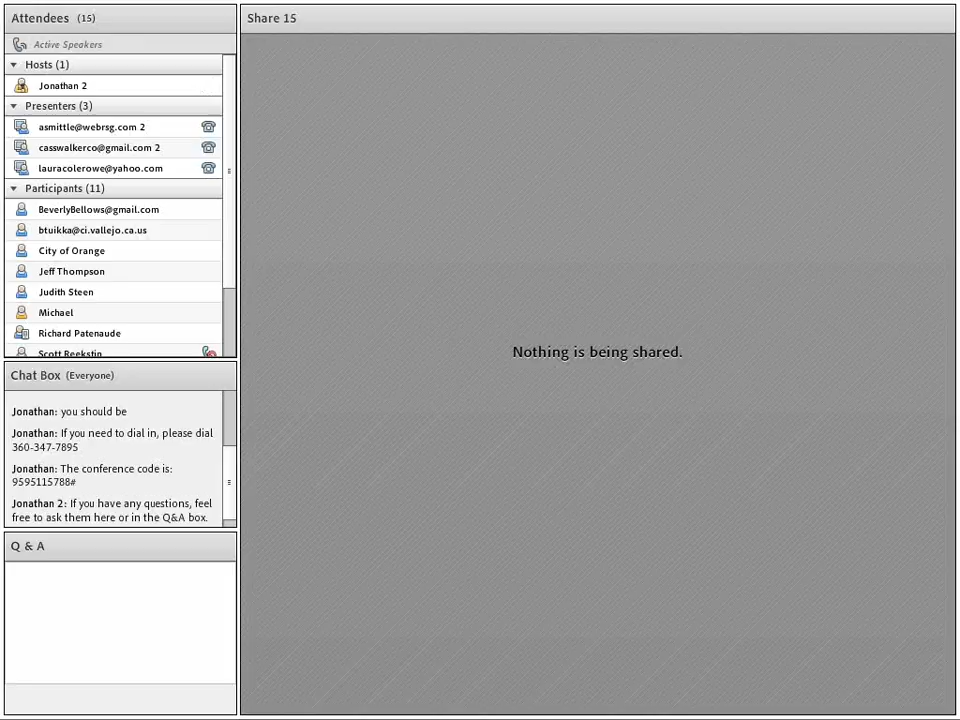 Attendees (15)
Active Speakers
Hosts (1)
Jonathan 2
Presenters (3)
asmittle@webrsg.com 2
casswalkerco@gmail.com 2
lauracolerowe@yahoo.com
Participants (11)
BeverlyBellows@gmail.com
btuikka@ci.vallejo.ca.us
City of Orange
Jeff Thompson
Judith Steen
Michael
Richard Patenaude
Scott Reekstin
Chat Box (Everyone)
Jonathan: you should be
Jonathan: If you need to dial in, please dial
360-347-7895
Jonathan: The conference code is:
9595115788#
Jonathan 2: If you have any questions, feel
free to ask them here or in the Q&A box.
Q & A
Share 15
Nothing is being shared.